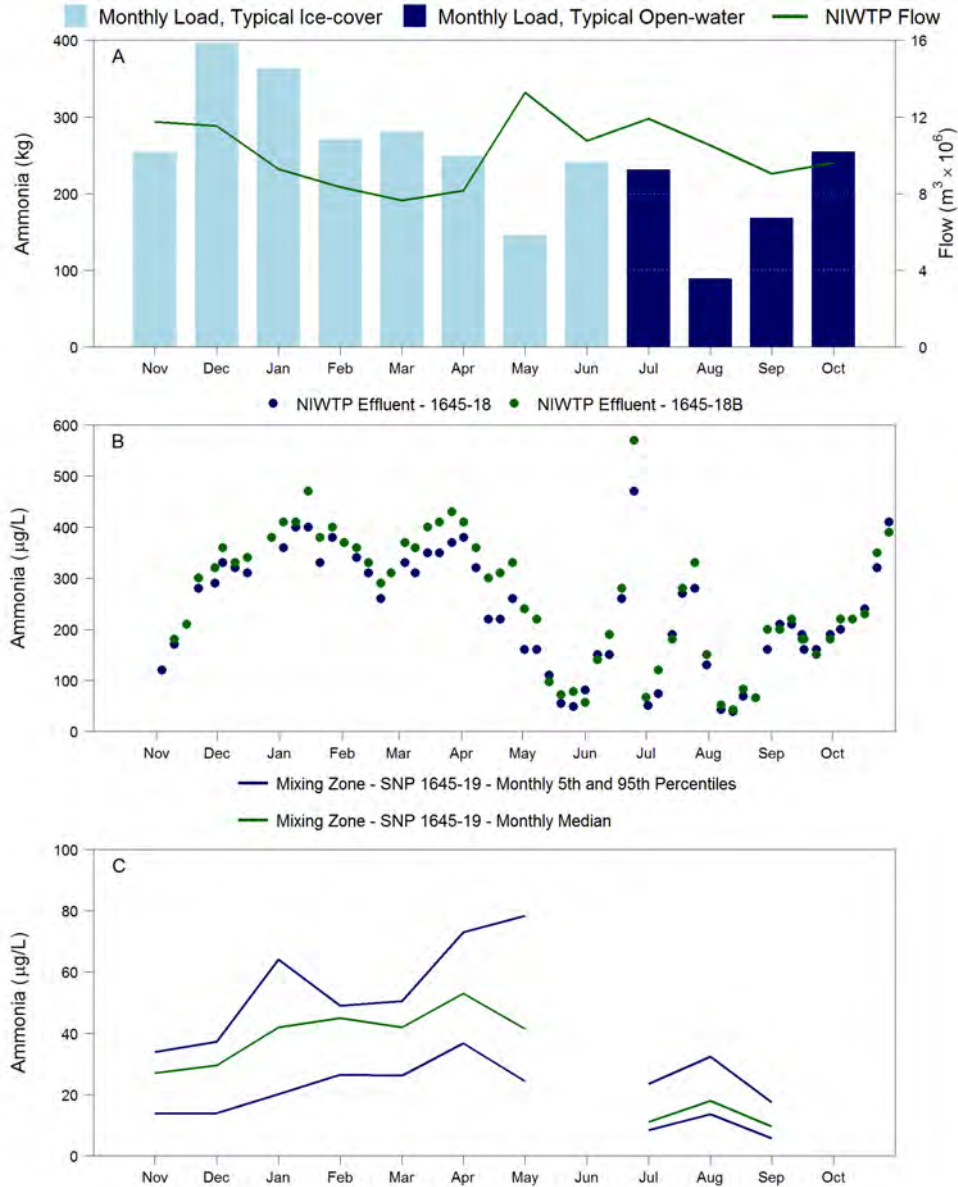 Monthly Load, Typical Ice-cover Monthly Load, Typical Open-water NIWTP Flow
A
400
300
200
100
0
Ammonia (kg)
16
12
8
4
0
Flow (m³ × 10⁶)
Nov Dec Jan Feb Mar Apr May Jun Jul Aug Sep Oct
NIWTP Effluent - 1645-18 NIWTP Effluent - 1645-18B
B
600
500
400
300
200
100
0
Ammonia (µg/L)
Nov Dec Jan Feb Mar Apr May Jun Jul Aug Sep Oct
Mixing Zone - SNP 1645-19 - Monthly 5th and 95th Percentiles
Mixing Zone - SNP 1645-19 - Monthly Median
C
100
80
60
40
20
0
Ammonia (µg/L)
Nov Dec Jan Feb Mar Apr May Jun Jul Aug Sep Oct